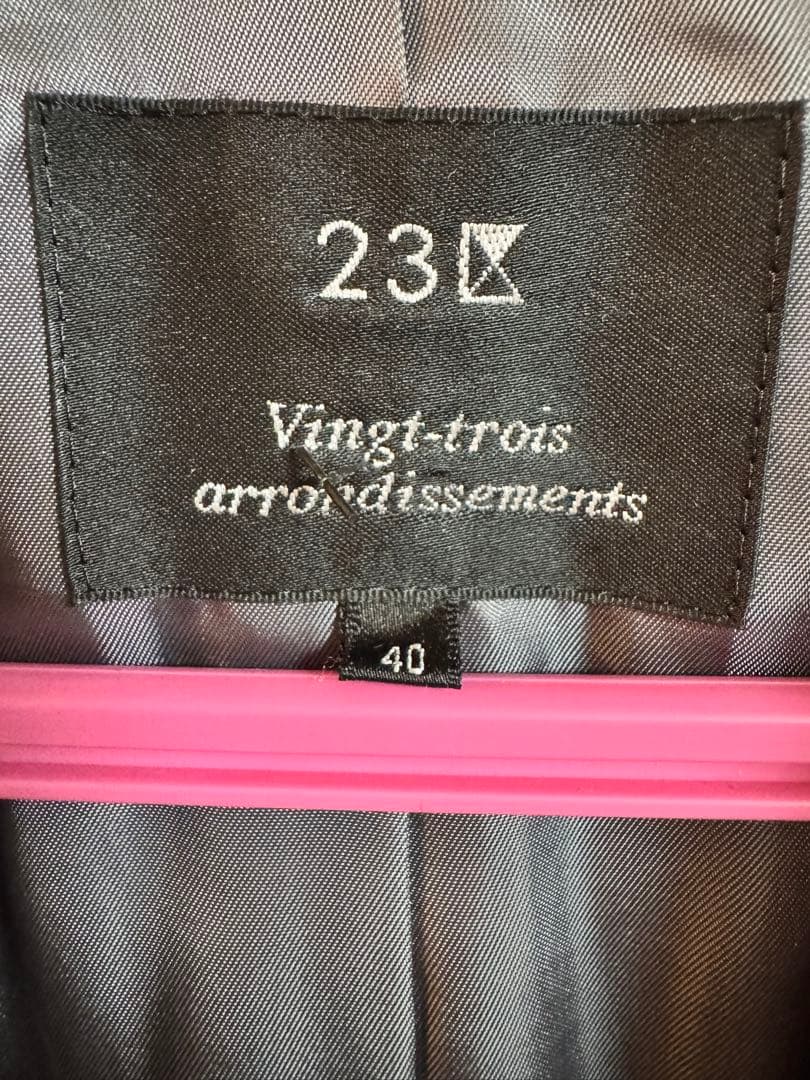 23区
Vingt-trois
arrondissements
40